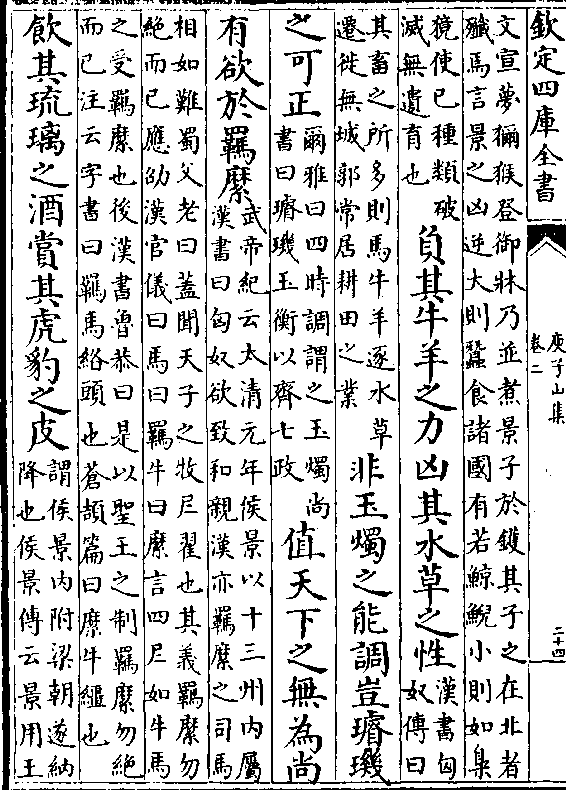 欽定四庫全書
庾子山集
卷二
二十四
文宣夢獼猴登御牀乃並煮景子於鑊其子之在北者
殲馬言景之凶逆大則蠶食諸國有若鯨鯢小則如梟
獍使已種類破
滅無遺育也
負其牛羊之力凶其水草之性
漢書匈
奴傳曰
其畜之所多則馬牛羊逐水草
遷徙無城郭常居耕田之業
非玉燭之能調豈璿璣
之可正
爾雅曰四時調謂之玉燭尚
書曰璿璣玉衡以齊七政
值天下之無為尚
有欲於羈縻
武帝紀云太清元年侯景以十三州内屬
漢書曰匈奴欲致和親漢亦羈縻之司馬
相如難蜀父老曰蓋聞天子之牧𡰥翟也其義羈縻勿
絶而已應劭漢官儀曰馬曰羈牛曰縻言四𡰥如牛馬
之受羈縻也後漢書魯恭曰是以聖王之制羈縻勿絶
而已注云字書曰羈馬絡頭也蒼頡篇曰縻牛繮也
飲其琉璃之酒賞其虎豹之皮
謂侯景内附梁朝遂納
降也侯景傳云景用王